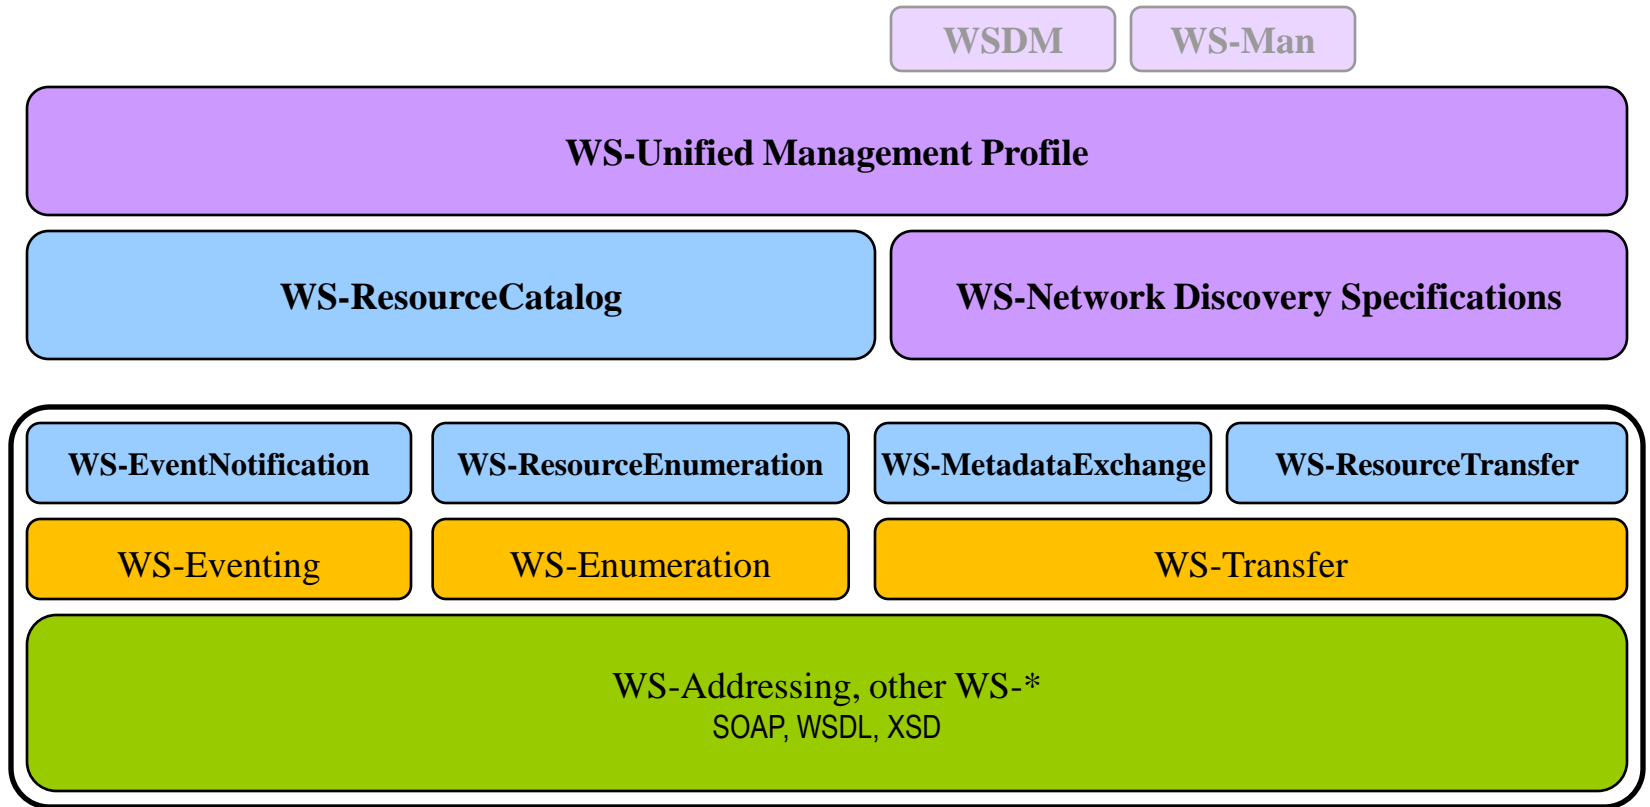 WSDM
WS-Man
WS-Unified Management Profile
WS-ResourceCatalog
WS-Network Discovery Specifications
WS-EventNotification
WS-ResourceEnumeration
WS-MetadataExchange
WS-ResourceTransfer
WS-Eventing
WS-Enumeration
WS-Transfer
WS-Addressing, other WS-*
SOAP, WSDL, XSD